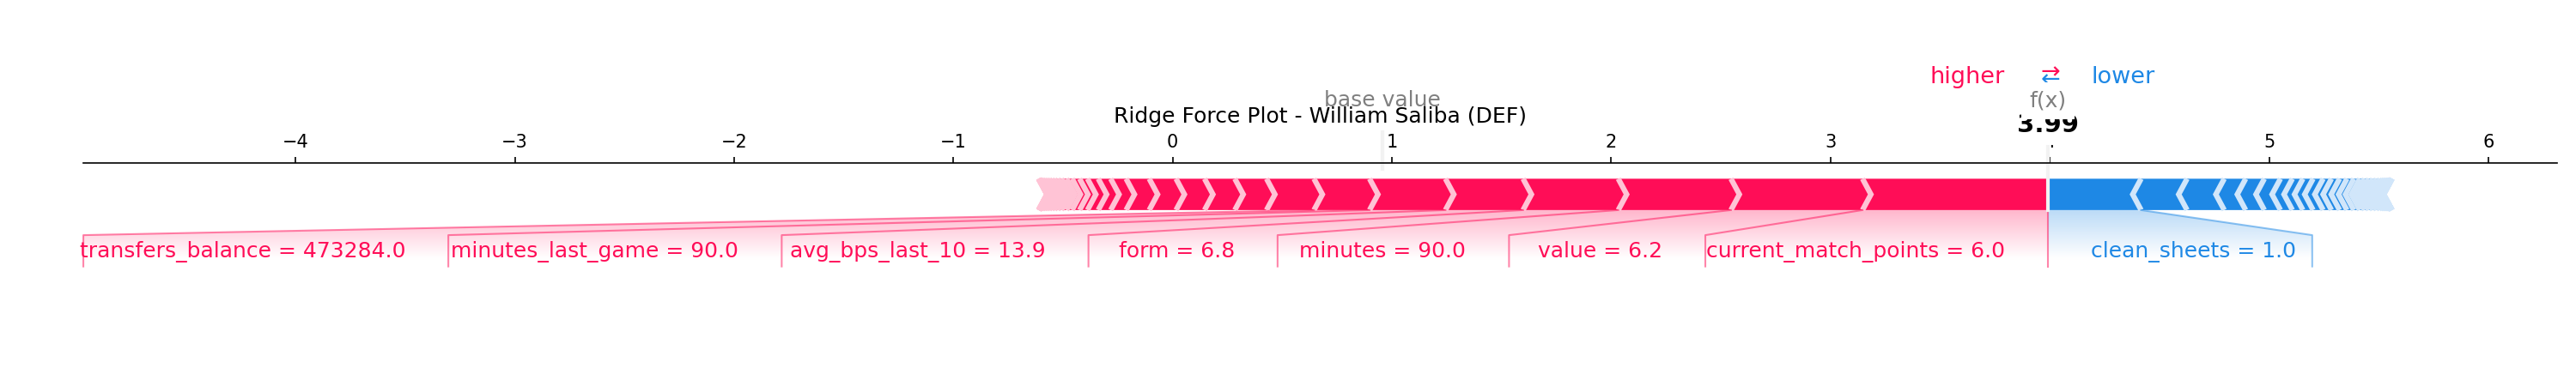 higher ⇄ lower
base value
f(x)
Ridge Force Plot - William Saliba (DEF)
3.99
−4 −3 −2 −1 0 1 2 3 5 6
transfers_balance = 473284.0 minutes_last_game = 90.0 avg_bps_last_10 = 13.9 form = 6.8 minutes = 90.0 value = 6.2 current_match_points = 6.0 clean_sheets = 1.0